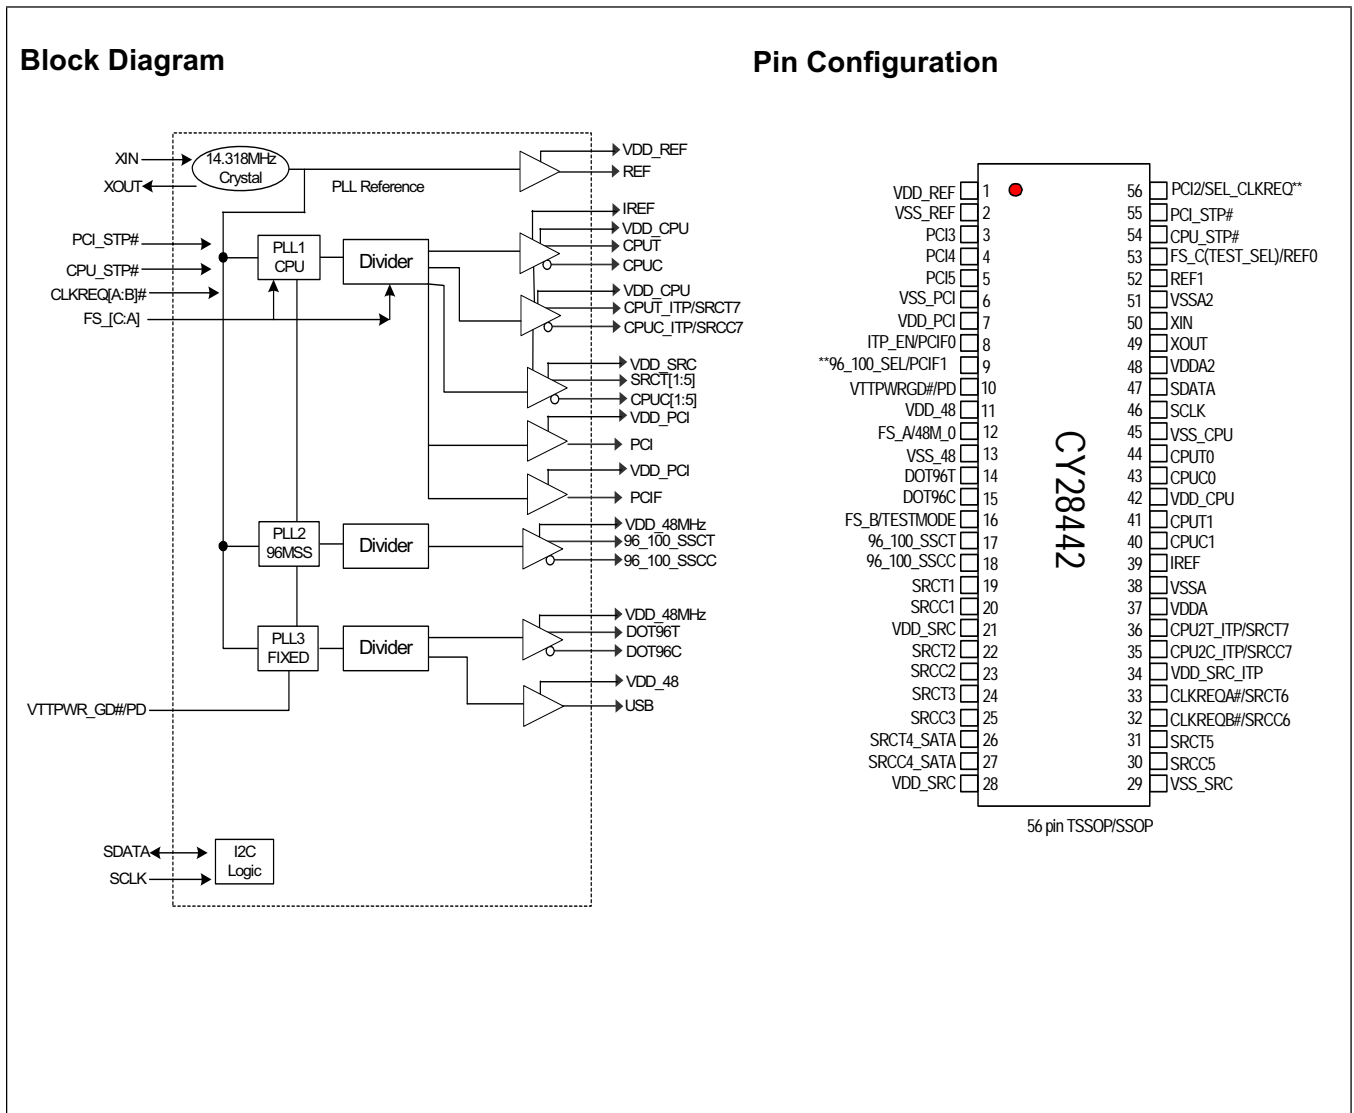 Block Diagram
Pin Configuration
XIN
XOUT
14.318MHz
Crystal
PLL Reference
PCI_STP#
CPU_STP#
CLKREQ[A:B]#
FS_[C:A]
PLL1
CPU
Divider
VDD_REF
REF
IREF
VDD_CPU
CPUT
CPUC
VDD_CPU
CPUT_ITP/SRCT7
CPUC_ITP/SRCC7
VDD_SRC
SRCT[1:5]
CPUC[1:5]
VDD_PCI
PCI
VDD_PCI
PCIF
PLL2
96MSS
Divider
VDD_48MHz
96_100_SSCT
96_100_SSCC
PLL3
FIXED
Divider
VDD_48MHz
DOT96T
DOT96C
VDD_48
USB
VTTPWR_GD#/PD
SDATA
SCLK
I2C
Logic
VDD_REF 1
VSS_REF 2
PCI3 3
PCI4 4
PCI5 5
VSS_PCI 6
VDD_PCI 7
ITP_EN/PCIF0 8
**96_100_SEL/PCIF1 9
VTTPWRGD#/PD 10
VDD_48 11
FS_A/48M_0 12
VSS_48 13
DOT96T 14
DOT96C 15
FS_B/TESTMODE 16
96_100_SSCT 17
96_100_SSCC 18
SRCT1 19
SRCC1 20
VDD_SRC 21
SRCT2 22
SRCC2 23
SRCT3 24
SRCC3 25
SRCT4_SATA 26
SRCC4_SATA 27
VDD_SRC 28
CY28442
56 PCI2/SEL_CLKREQ**
55 PCI_STP#
54 CPU_STP#
53 FS_C(TEST_SEL)/REF0
52 REF1
51 VSSA2
50 XIN
49 XOUT
48 VDDA2
47 SDATA
46 SCLK
45 VSS_CPU
44 CPUT0
43 CPUC0
42 VDD_CPU
41 CPUT1
40 CPUC1
39 IREF
38 VSSA
37 VDDA
36 CPU2T_ITP/SRCT7
35 CPU2C_ITP/SRCC7
34 VDD_SRC_ITP
33 CLKREQA#/SRCT6
32 CLKREQB#/SRCC6
31 SRCT5
30 SRCC5
29 VSS_SRC
56 pin TSSOP/SSOP